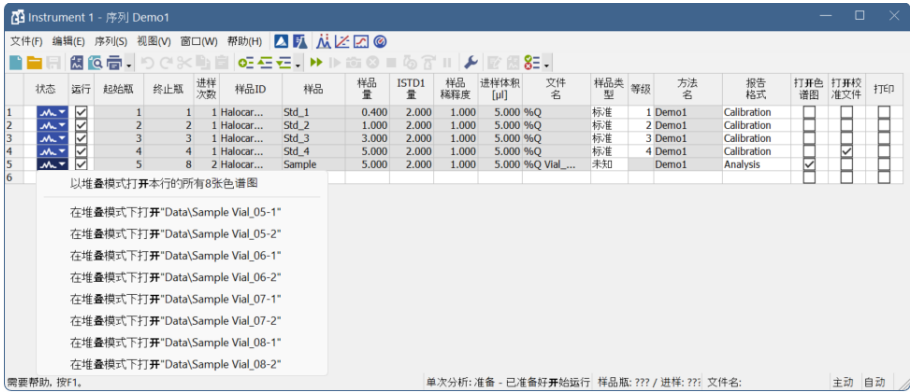 Instrument 1 - 序列 Demo1
文件(F) 编辑(E) 序列(S) 视图(V) 窗口(W) 帮助(H)
状态 运行 起始瓶 终止瓶 进样次数 样品ID 样品 样品量 ISTD1量 样品稀释度 进样体积[µl] 文件名 样品类型 等级 方法名 报告格式 打开色谱图 打开校准文件 打印
1 1 1 1 Halocar... Std_1 0.400 2.000 1.000 5.000 %Q 标准 1 Demo1 Calibration
2 2 2 1 Halocar... Std_2 1.000 2.000 1.000 5.000 %Q 标准 2 Demo1 Calibration
3 3 3 1 Halocar... Std_3 3.000 2.000 1.000 5.000 %Q 标准 3 Demo1 Calibration
4 4 4 1 Halocar... Std_4 5.000 2.000 1.000 5.000 %Q 标准 4 Demo1 Calibration
5 5 8 2 Halocar... Sample 5.000 2.000 1.000 5.000 %Q Vial_... 未知 Demo1 Analysis
6
以堆叠模式打开本行的所有8张色谱图
在堆叠模式下打开"Data\Sample Vial_05-1"
在堆叠模式下打开"Data\Sample Vial_05-2"
在堆叠模式下打开"Data\Sample Vial_06-1"
在堆叠模式下打开"Data\Sample Vial_06-2"
在堆叠模式下打开"Data\Sample Vial_07-1"
在堆叠模式下打开"Data\Sample Vial_07-2"
在堆叠模式下打开"Data\Sample Vial_08-1"
在堆叠模式下打开"Data\Sample Vial_08-2"
需要帮助, 按F1。 单次分析: 准备 - 已准备好开始运行 样品瓶: ??? / 进样: ??? 文件名: 主动 自动